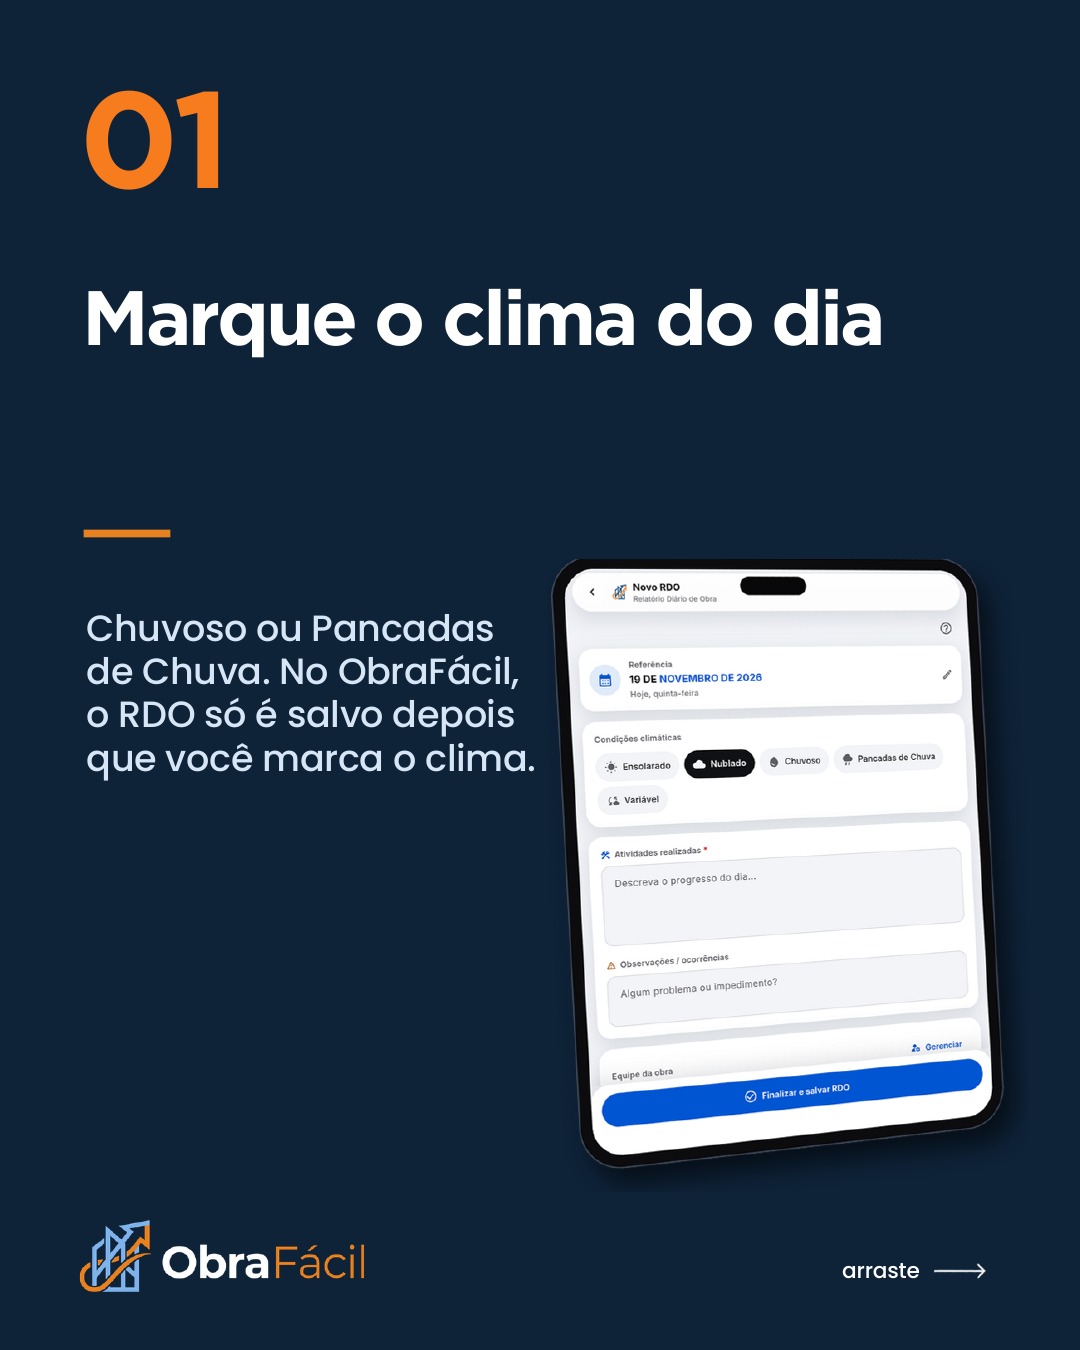 01
Marque o clima do dia
Chuvoso ou Pancadas
de Chuva. No ObraFácil,
o RDO só é salvo depois
que você marca o clima.
Novo RDO
Relatório Diário de Obra
Referência
19 DE NOVEMBRO DE 2026
Hoje, quinta-feira
Condições climáticas
Ensolarado
Nublado
Chuvoso
Pancadas de Chuva
Variável
Atividades realizadas *
Descreva o progresso do dia...
Observações / ocorrências
Algum problema ou impedimento?
Gerenciar
Equipe da obra
Finalizar e salvar RDO
ObraFácil
arraste